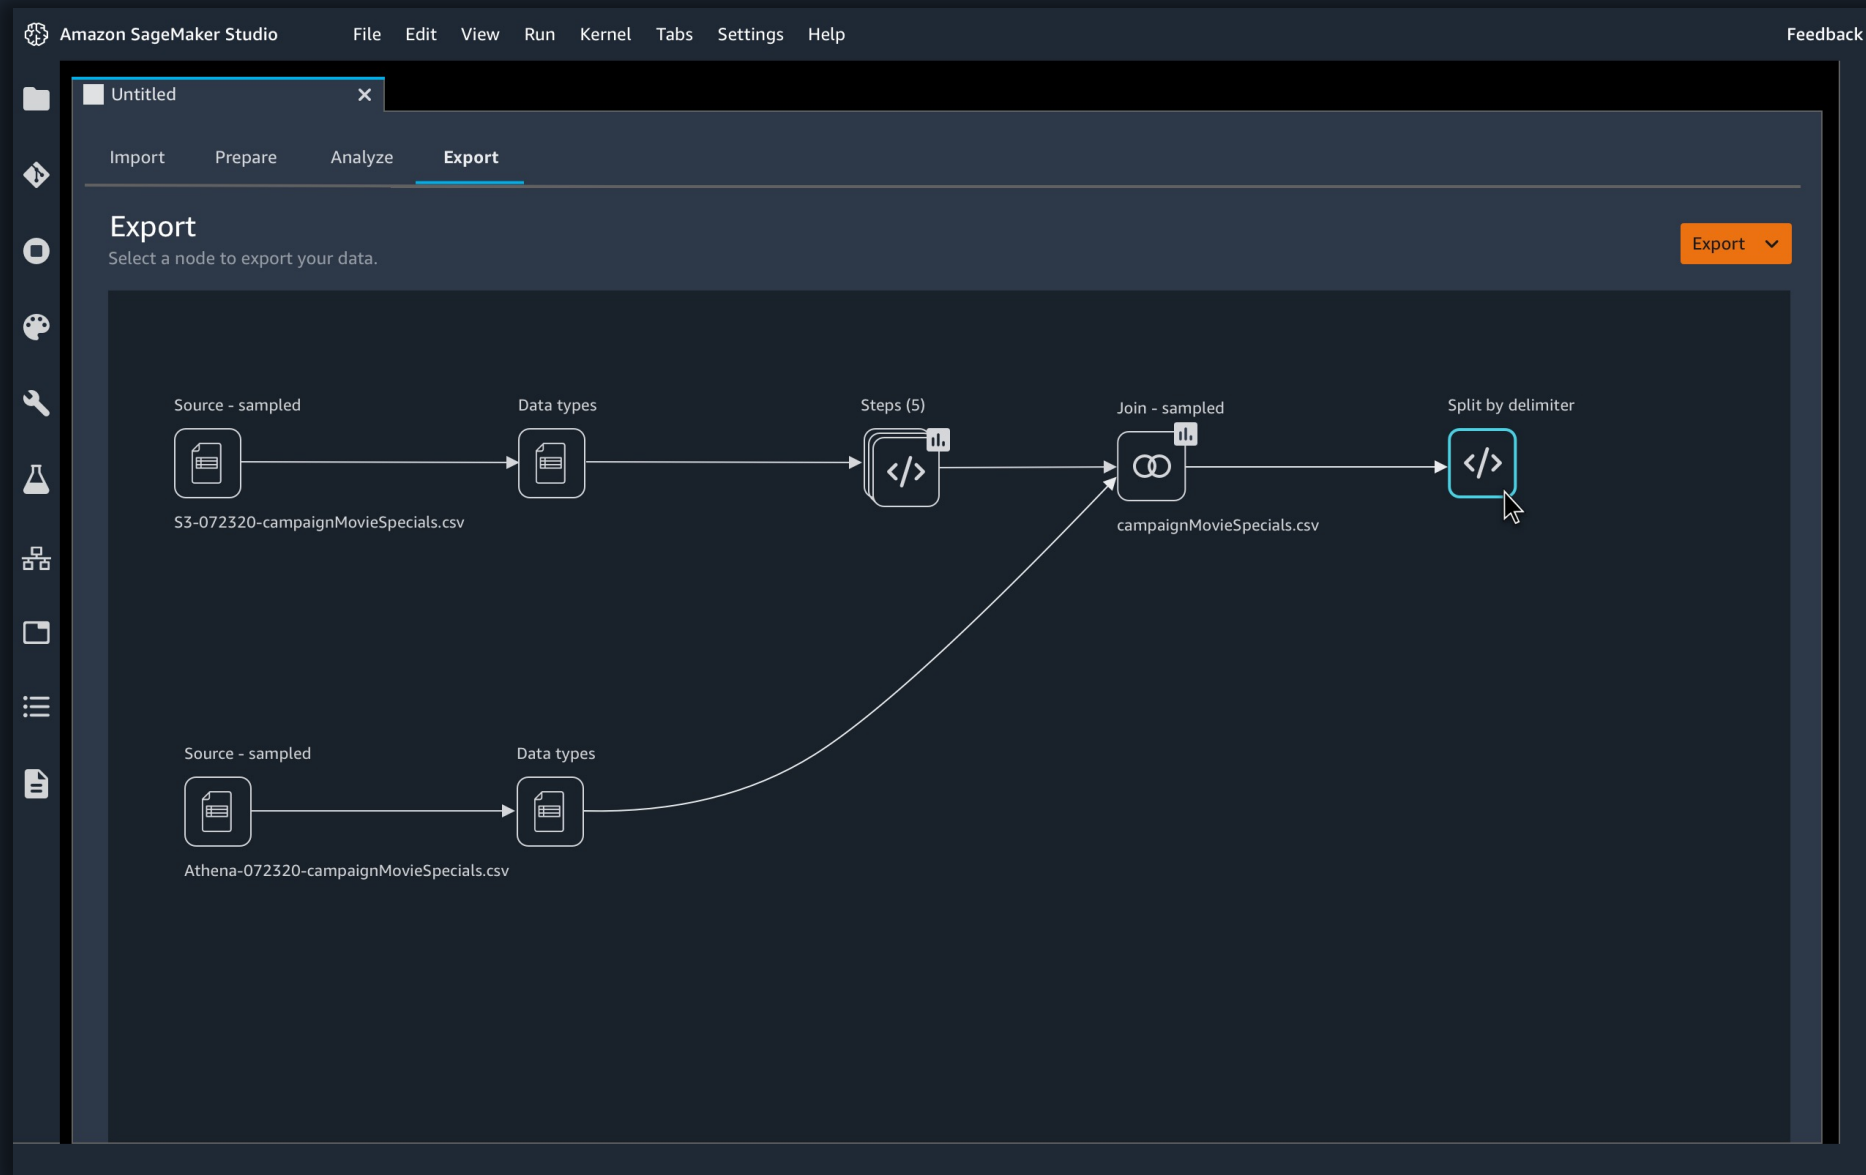 Amazon SageMaker Studio File Edit View Run Kernel Tabs Settings Help Feedback
Untitled
Import Prepare Analyze Export
Export
Select a node to export your data.
Export
Source - sampled Data types Steps (5) Join - sampled Split by delimiter
</>
</>
S3-072320-campaignMovieSpecials.csv campaignMovieSpecials.csv
Source - sampled Data types
Athena-072320-campaignMovieSpecials.csv